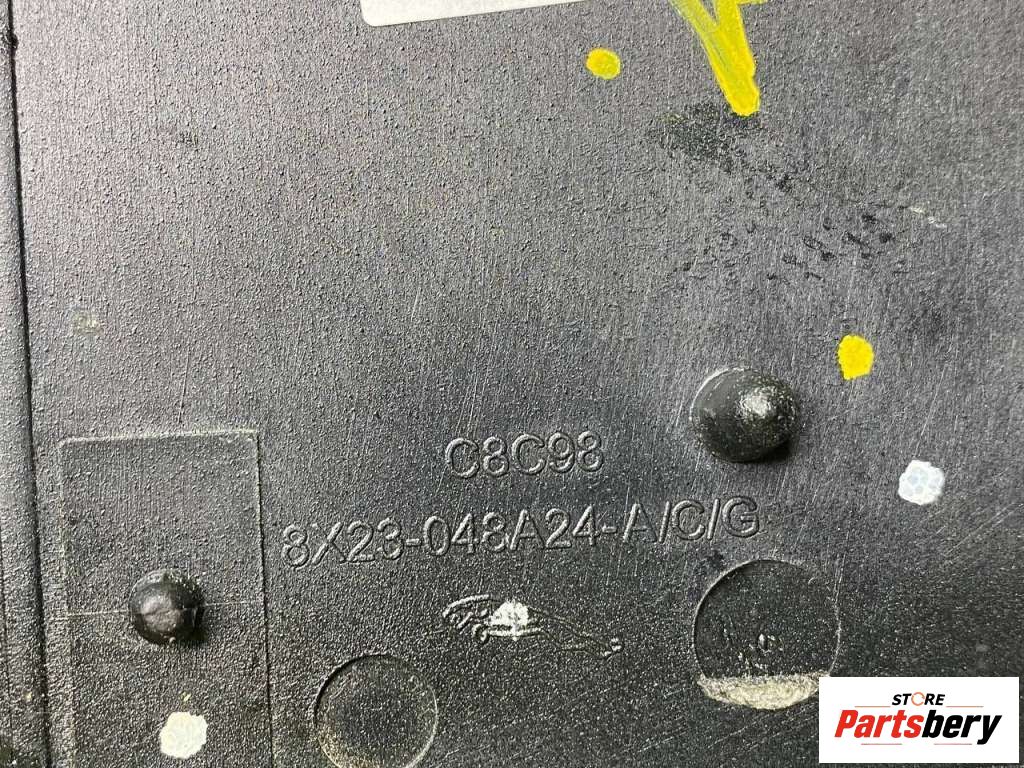 C8C98
8X23-048A24-A/C/G
STORE
Partsbery